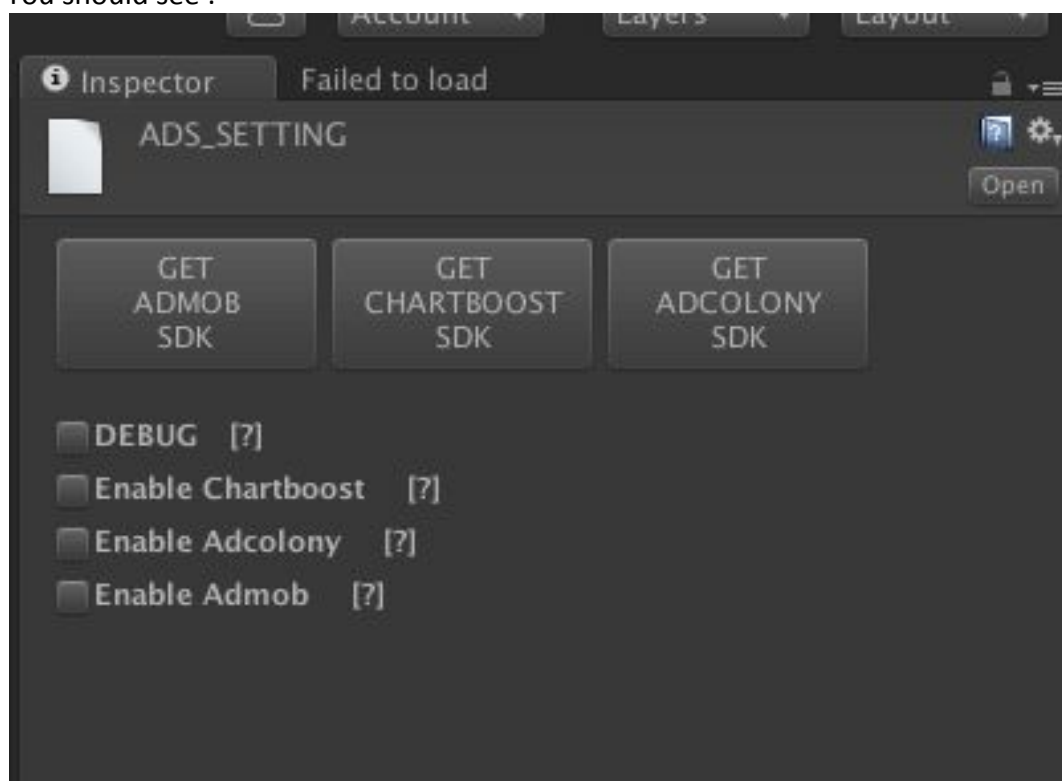 You should see :
Account Layers Layout
Inspector Failed to load
ADS_SETTING
Open
GET
ADMOB
SDK
GET
CHARTBOOST
SDK
GET
ADCOLONY
SDK
DEBUG [?]
Enable Chartboost [?]
Enable Adcolony [?]
Enable Admob [?]